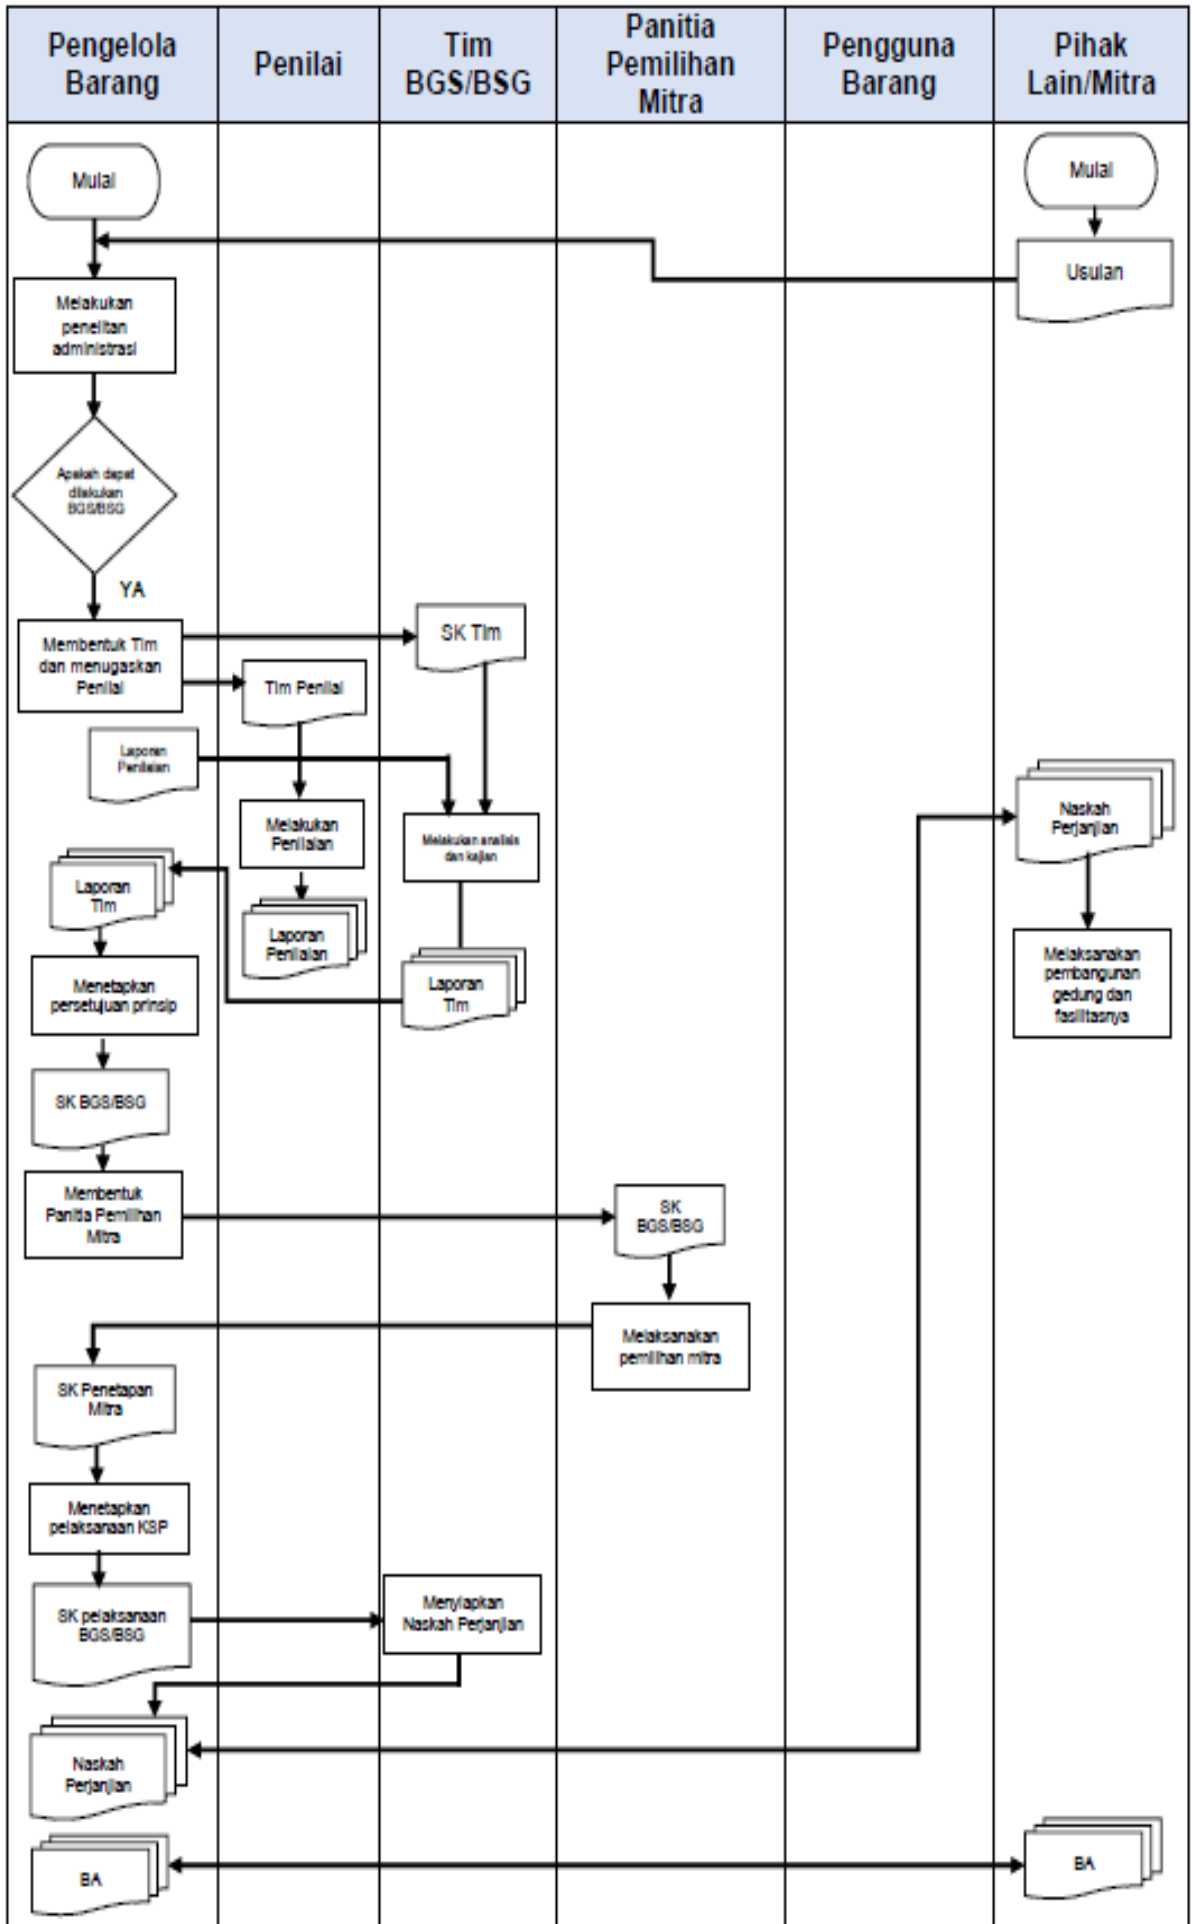 Pengelola
Barang
Penilai
Tim
BGS/BSG
Panitia
Pemilihan
Mitra
Pengguna
Barang
Pihak
Lain/Mitra
Mulai
Mulai
Usulan
Melakukan
penelitan
administrasi
Apakah dapat
dilakukan
BGS/BSG
YA
Membentuk Tim
dan menugaskan
Penilai
SK Tim
Tim Penilai
Laporan
Penilaian
Melakukan
Penilaian
Melakukan analisis
dan kajian
Naskah
Perjanjian
Laporan
Tim
Laporan
Penilaian
Laporan
Tim
Melaksanakan
pembangunan
gedung dan
fasilitasnya
Menetapkan
persetujuan prinsip
SK BGS/BSG
Membentuk
Panitia Pemilihan
Mitra
SK
BGS/BSG
Melaksanakan
pemilihan mitra
SK Penetapan
Mitra
Menetapkan
pelaksanaan KSP
SK pelaksanaan
BGS/BSG
Menyiapkan
Naskah Perjanjian
Naskah
Perjanjian
BA
BA